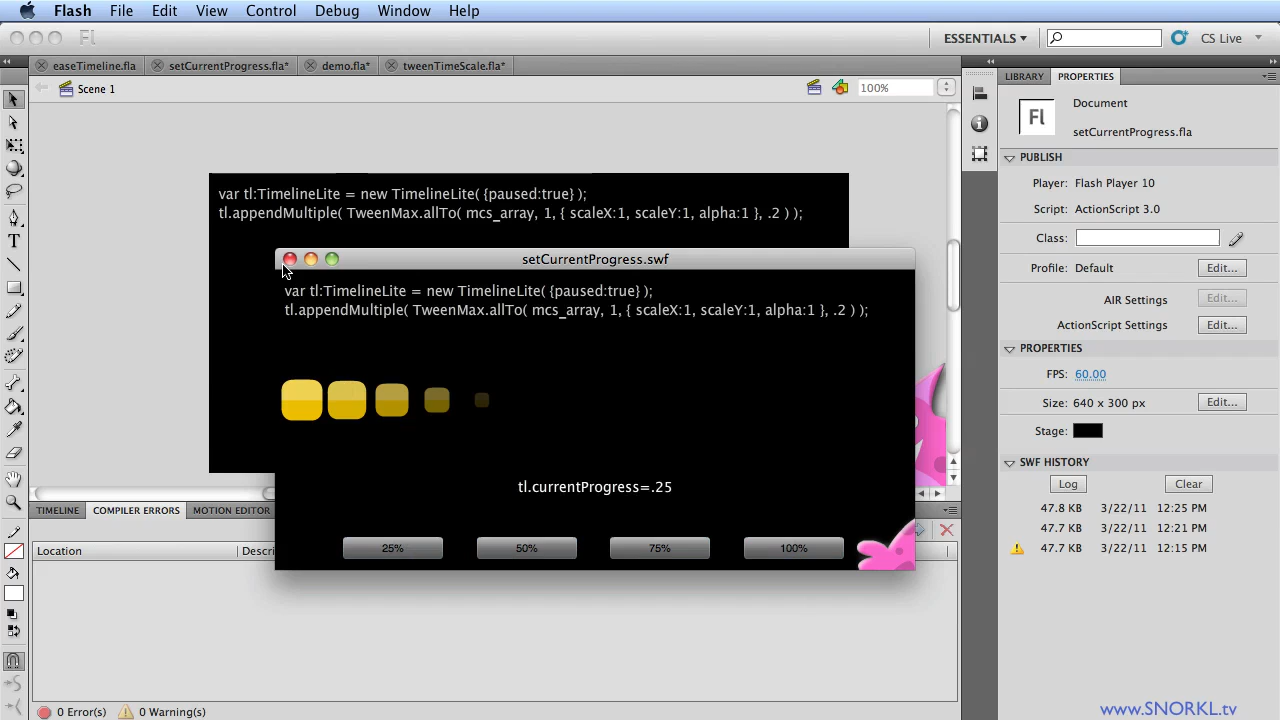 Flash File Edit View Control Debug Window Help
Fl ESSENTIALS CS Live
easeTimeline.fla setCurrentProgress.fla* demo.fla* tweenTimeScale.fla*
Scene 1 100%
var tl:TimelineLite = new TimelineLite( {paused:true} );
tl.appendMultiple( TweenMax.allTo( mcs_array, 1, { scaleX:1, scaleY:1, alpha:1 }, .2 ) );
setCurrentProgress.swf
var tl:TimelineLite = new TimelineLite( {paused:true} );
tl.appendMultiple( TweenMax.allTo( mcs_array, 1, { scaleX:1, scaleY:1, alpha:1 }, .2 ) );
tl.currentProgress=.25
25% 50% 75% 100%
TIMELINE COMPILER ERRORS MOTION EDITOR
Location Descri
0 Error(s) 0 Warning(s)
LIBRARY PROPERTIES
Fl Document
setCurrentProgress.fla
PUBLISH
Player: Flash Player 10
Script: ActionScript 3.0
Class:
Profile: Default Edit...
AIR Settings Edit...
ActionScript Settings Edit...
PROPERTIES
FPS: 60.00
Size: 640 x 300 px Edit...
Stage:
SWF HISTORY
Log Clear
47.8 KB 3/22/11 12:25 PM
47.7 KB 3/22/11 12:21 PM
47.7 KB 3/22/11 12:15 PM
www.SNORKL.tv